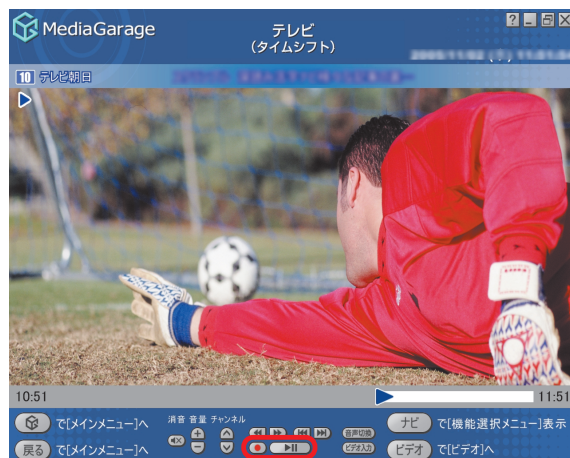 MediaGarage
テレビ
(タイムシフト)
10 テレビ朝日
10:51
11:51
で[メインメニュー]へ
消音 音量 チャンネル
音声切換
ナビ で[機能選択メニュー]表示
戻る で[メインメニュー]へ
ビデオ入力
ビデオ で[ビデオ]へ